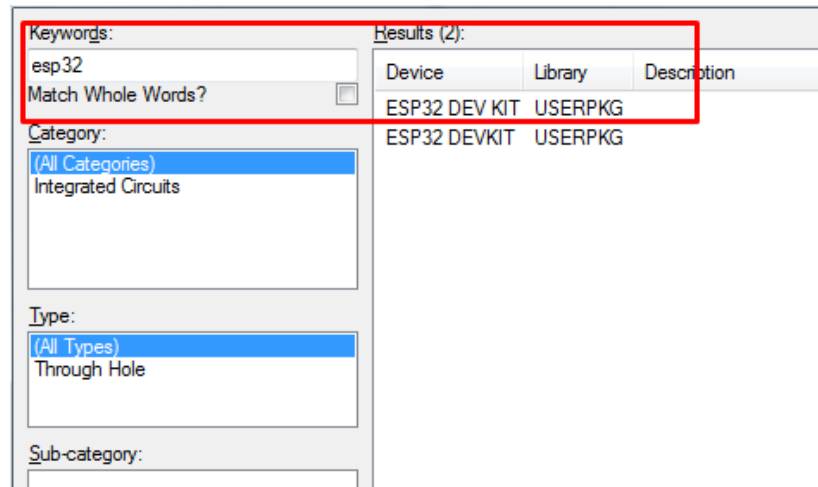 Keywords:
esp32
Match Whole Words?
Category:
(All Categories)
Integrated Circuits
Type:
(All Types)
Through Hole
Sub-category:
Results (2):
Device Library Description
ESP32 DEV KIT USERPKG
ESP32 DEVKIT USERPKG